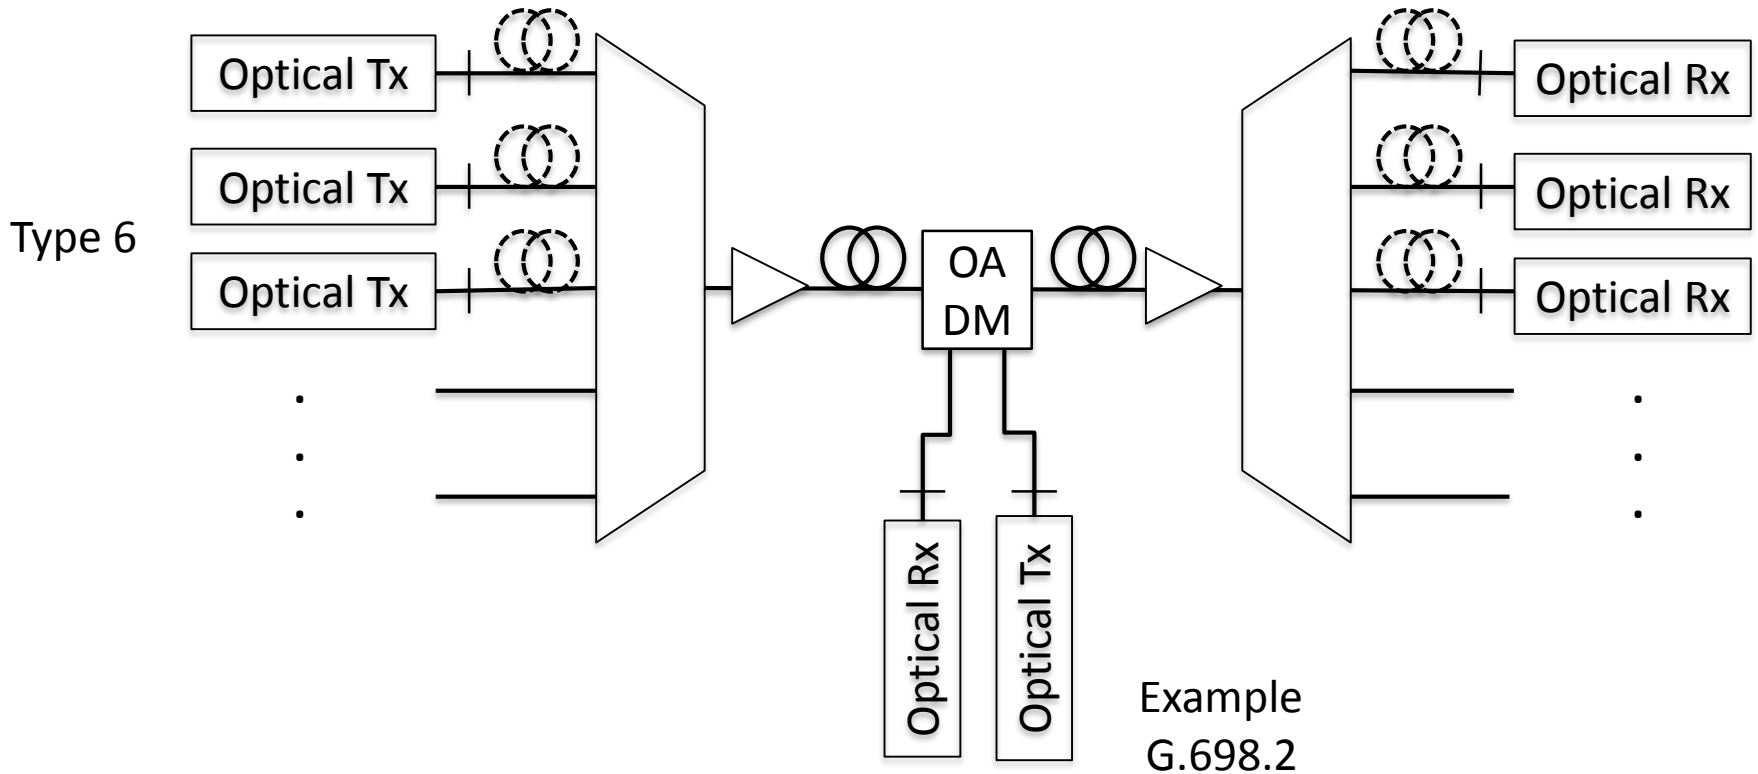 Optical Tx
Optical Rx
Optical Tx
Optical Rx
Type 6
Optical Tx
OA
DM
Optical Rx
.
.
.
.
.
.
Optical Rx
Optical Tx
Example
G.698.2